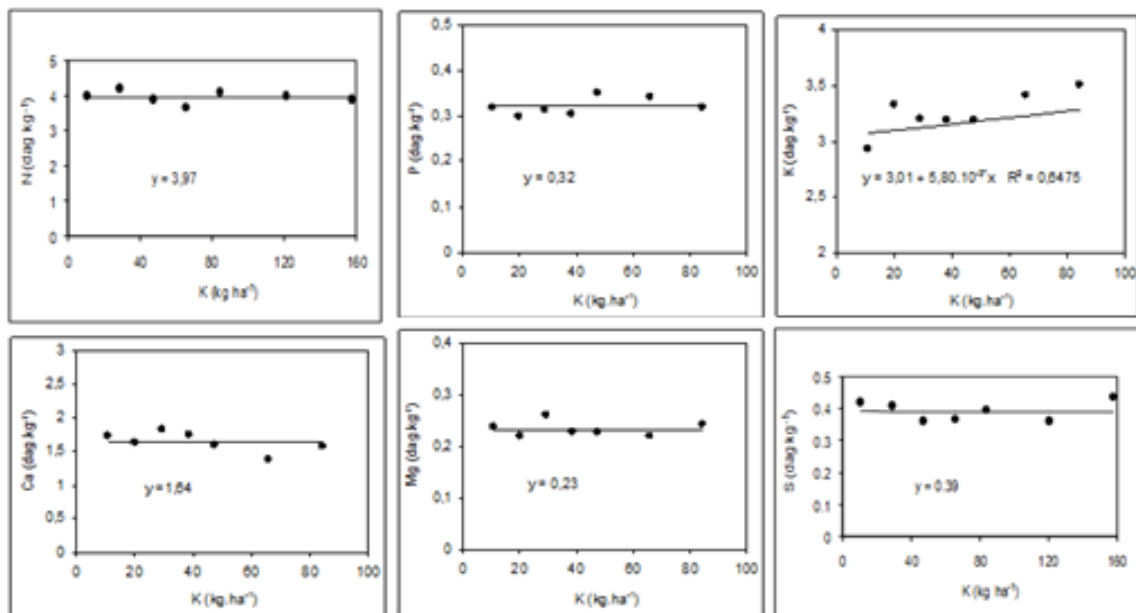 5
4
3
2
1
0
N (dag kg⁻¹)
y = 3,97
0 40 80 120 160
K (kg ha⁻¹)
0,5
0,4
0,3
0,2
0,1
0
P (dag kg⁻¹)
y = 0,32
0 20 40 60 80 100
K (kg.ha⁻¹)
4
3,5
3
2,5
2
K (dag.kg⁻¹)
R² = 0,6475
0 20 40 60 80 100
K (kg.ha⁻¹)
3
2,5
2
1,5
1
0,5
0
Ca (dag.kg⁻¹)
y = 1,64
0 20 40 60 80 100
K (kg.ha⁻¹)
0,4
0,3
0,2
0,1
0
Mg (dag.kg⁻¹)
y = 0,23
0 20 40 60 80 100
K (kg.ha⁻¹)
0,5
0,4
0,3
0,2
0,1
0
S (dag kg⁻¹)
y = 0.39
0 40 80 120 160
K (kg.ha⁻¹)